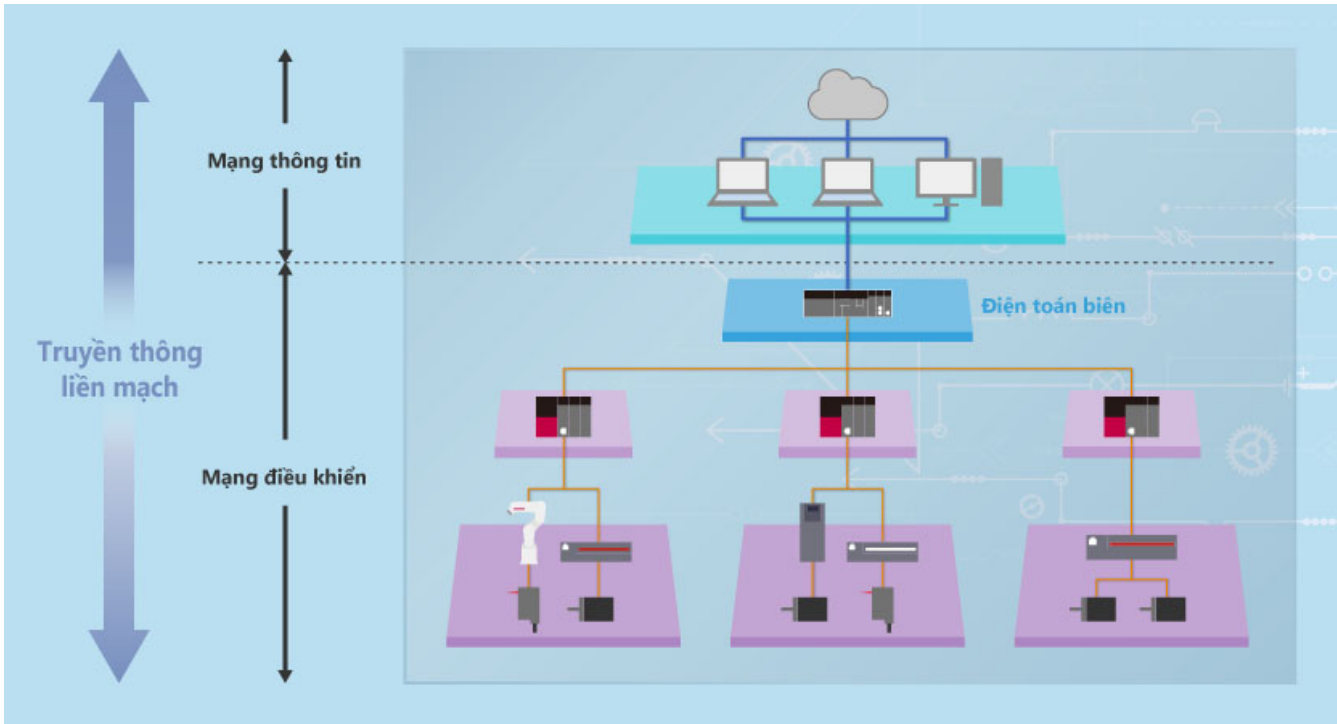 Mạng thông tin
Điện toán biên
Truyền thông
liền mạch
Mạng điều khiển